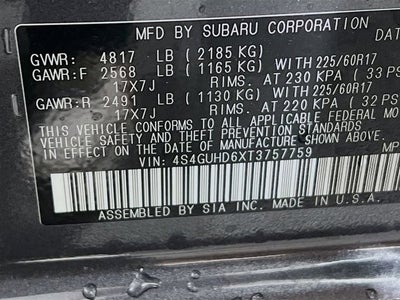 MFD BY SUBARU CORPORATION DAT
GVWR: 4817 LB (2185 KG)
GAWR:F 2568 LB (1165 KG) WITH 225/60R17
17X7J RIMS. AT 230 KPA (33 PS
GAWR:R 2491 LB (1130 KG) WITH 225/60R17
17X7J RIMS. AT 220 KPA (32 PS
THIS VEHICLE CONFORMS TO ALL APPLICABLE FEDERAL MOTOR
VEHICLE SAFETY AND THEFT PREVENTION
STANDARDS IN EFFECT ON THE DATE OF
MANUFACTURE SHOWN ABOVE.
VIN: 4S4GUHD6XT3757759 MP
ASSEMBLED BY SIA INC. MADE IN U.S.A.